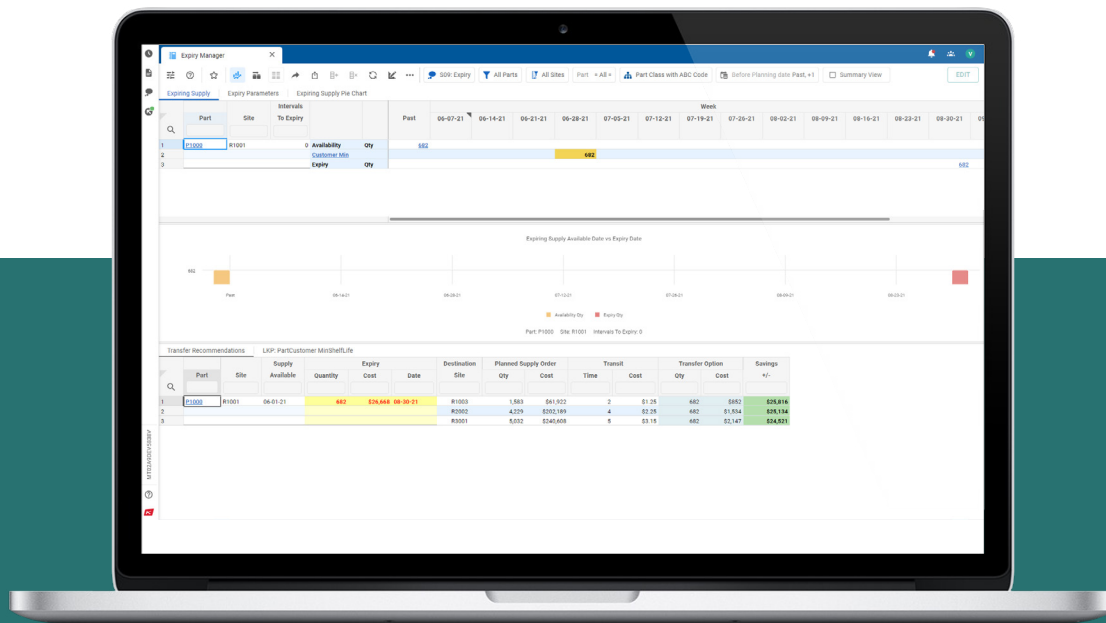 Expiry Manager
V
S09: Expiry All Parts All Sites Part < All > Part Class with ABC Code Before Planning date Past, +1 Summary View EDIT
Expiring Supply Expiry Parameters Expiring Supply Pie Chart
Intervals Week
Part Site To Expiry Past 06-07-21 06-14-21 06-21-21 06-28-21 07-05-21 07-12-21 07-19-21 07-26-21 08-02-21 08-09-21 08-16-21 08-23-21 08-30-21
1 P1000 R1001 0 Availability Qty 682
2 Customer Min 682
3 Expiry Qty 682
Expiring Supply Available Date vs Expiry Date
682
Past 06-14-21 06-28-21 07-12-21 07-26-21 08-09-21 08-23-21
Availability Qty Expiry Qty
Part: P1000 Site: R1001 Intervals To Expiry: 0
Transfer Recommendations LKP: PartCustomer MinShelfLife
Supply Expiry Destination Planned Supply Order Transit Transfer Option Savings
Part Site Available Quantity Cost Date Site Qty Cost Time Cost Qty Cost +/-
1 P1000 R1001 06-01-21 682 $26,668 08-30-21 R1003 1,583 $61,922 2 $1.25 682 $852 $25,816
2 R2002 4,229 $202,189 4 $2.25 682 $1,534 $25,134
3 R3001 5,032 $240,608 5 $3.15 682 $2,147 $24,521